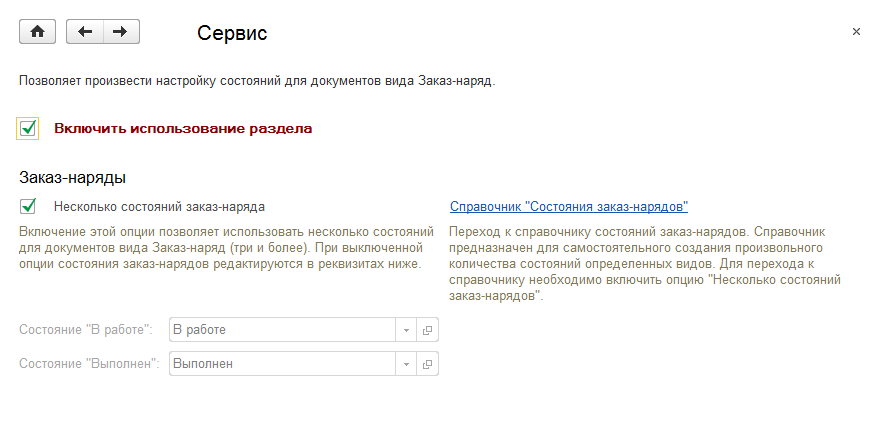 Сервис
Позволяет произвести настройку состояний для документов вида Заказ-наряд.
Включить использование раздела
Заказ-наряды
Несколько состояний заказ-наряда
Включение этой опции позволяет использовать несколько состояний
для документов вида Заказ-наряд (три и более). При выключенной
опции состояния заказ-нарядов редактируются в реквизитах ниже.
Справочник "Состояния заказ-нарядов"
Переход к справочнику состояний заказ-нарядов. Справочник
предназначен для самостоятельного создания произвольного
количества состояний определенных видов. Для перехода к
справочнику необходимо включить опцию "Несколько состояний
заказ-нарядов".
Состояние "В работе": В работе
Состояние "Выполнен": Выполнен